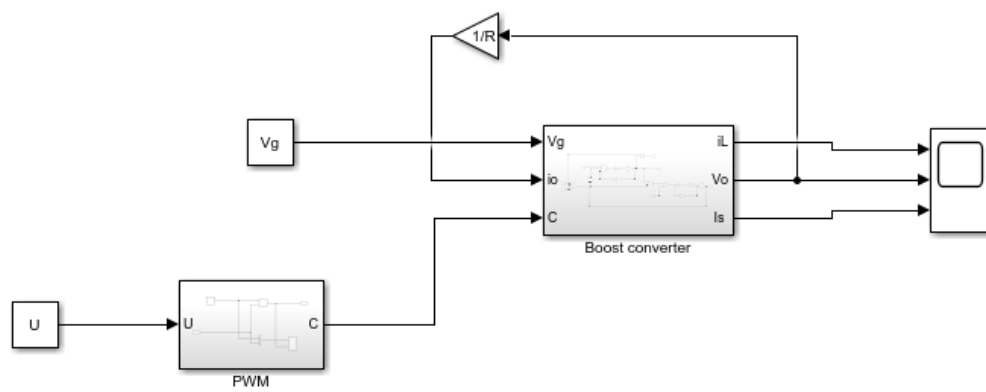 1/R
Vg
Vg
iL
io
Vo
C
Is
Boost converter
U
U
C
PWM